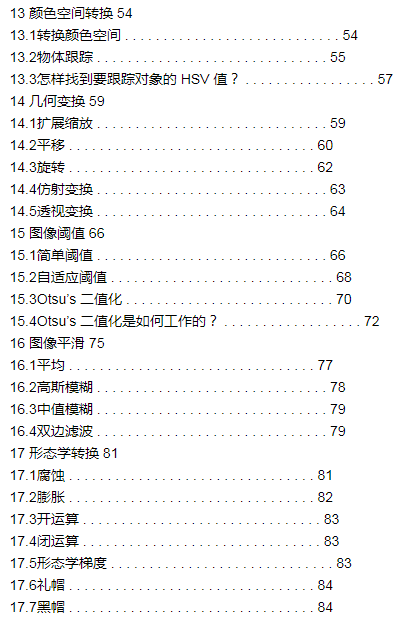 13 颜色空间转换 54
13.1转换颜色空间 . . . . . . . . . . . . . . . . . . . . . . . . . . . . 54
13.2物体跟踪 . . . . . . . . . . . . . . . . . . . . . . . . . . . . . . 55
13.3怎样找到要跟踪对象的 HSV 值？ . . . . . . . . . . . . . . . . . . 57
14 几何变换 59
14.1扩展缩放 . . . . . . . . . . . . . . . . . . . . . . . . . . . . . . 59
14.2平移 . . . . . . . . . . . . . . . . . . . . . . . . . . . . . . . . 60
14.3旋转 . . . . . . . . . . . . . . . . . . . . . . . . . . . . . . . . 62
14.4仿射变换 . . . . . . . . . . . . . . . . . . . . . . . . . . . . . . 63
14.5透视变换 . . . . . . . . . . . . . . . . . . . . . . . . . . . . . . 64
15 图像阈值 66
15.1简单阈值 . . . . . . . . . . . . . . . . . . . . . . . . . . . . . . 66
15.2自适应阈值 . . . . . . . . . . . . . . . . . . . . . . . . . . . . . 68
15.3Otsu's 二值化 . . . . . . . . . . . . . . . . . . . . . . . . . . . 70
15.4Otsu's 二值化是如何工作的？ . . . . . . . . . . . . . . . . . . 72
16 图像平滑 75
16.1平均 . . . . . . . . . . . . . . . . . . . . . . . . . . . . . . . . 77
16.2高斯模糊 . . . . . . . . . . . . . . . . . . . . . . . . . . . . . . 78
16.3中值模糊 . . . . . . . . . . . . . . . . . . . . . . . . . . . . . . 79
16.4双边滤波 . . . . . . . . . . . . . . . . . . . . . . . . . . . . . . 79
17 形态学转换 81
17.1腐蚀 . . . . . . . . . . . . . . . . . . . . . . . . . . . . . . . . 81
17.2膨胀 . . . . . . . . . . . . . . . . . . . . . . . . . . . . . . . . 82
17.3开运算 . . . . . . . . . . . . . . . . . . . . . . . . . . . . . . . 83
17.4闭运算 . . . . . . . . . . . . . . . . . . . . . . . . . . . . . . . 83
17.5形态学梯度 . . . . . . . . . . . . . . . . . . . . . . . . . . . . . 83
17.6礼帽 . . . . . . . . . . . . . . . . . . . . . . . . . . . . . . . . 84
17.7黑帽 . . . . . . . . . . . . . . . . . . . . . . . . . . . . . . . . 84